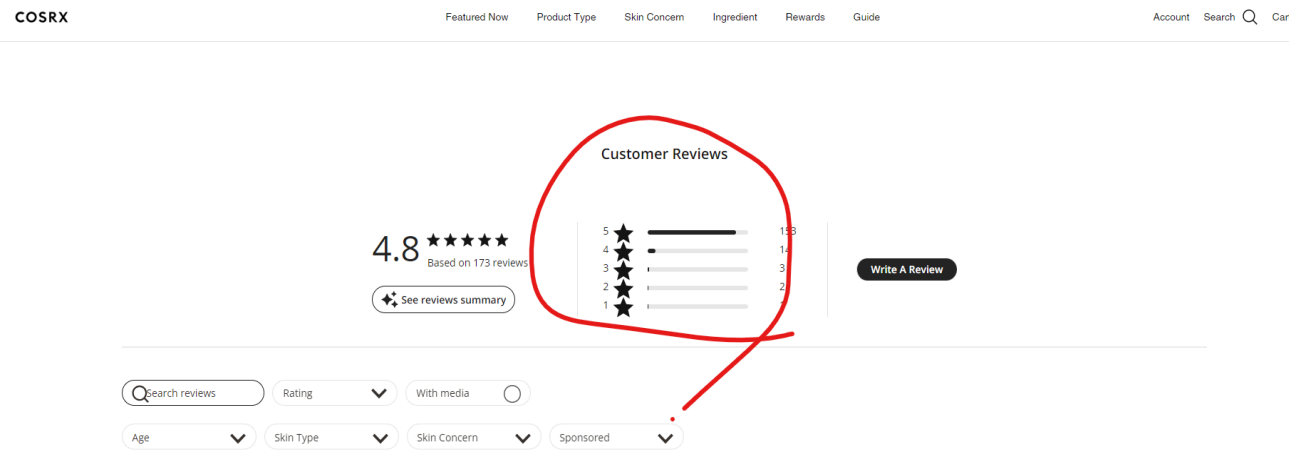 COSRX
Featured Now Product Type Skin Concern Ingredient Rewards Guide
Account Search Car
Customer Reviews
4.8
Based on 173 reviews
See reviews summary
5 153
4 14
3 3
2 2
1
Write A Review
Search reviews Rating With media
Age Skin Type Skin Concern Sponsored